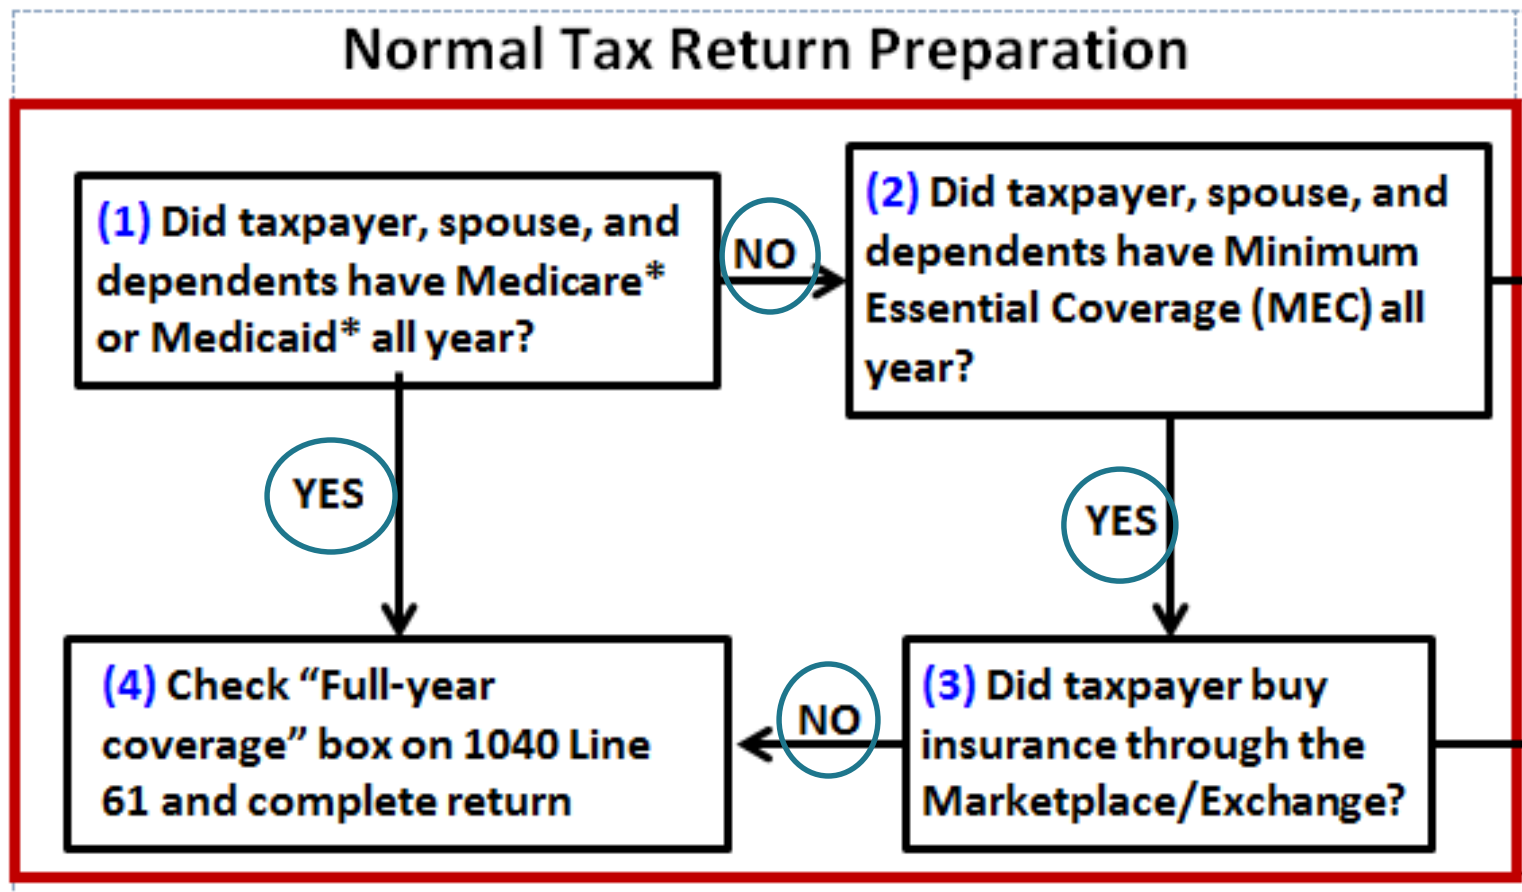 Normal Tax Return Preparation
(1) Did taxpayer, spouse, and
dependents have Medicare*
or Medicaid* all year?
NO
(2) Did taxpayer, spouse, and
dependents have Minimum
Essential Coverage (MEC) all
year?
YES
YES
(4) Check “Full-year
coverage” box on 1040 Line
61 and complete return
NO
(3) Did taxpayer buy
insurance through the
Marketplace/Exchange?